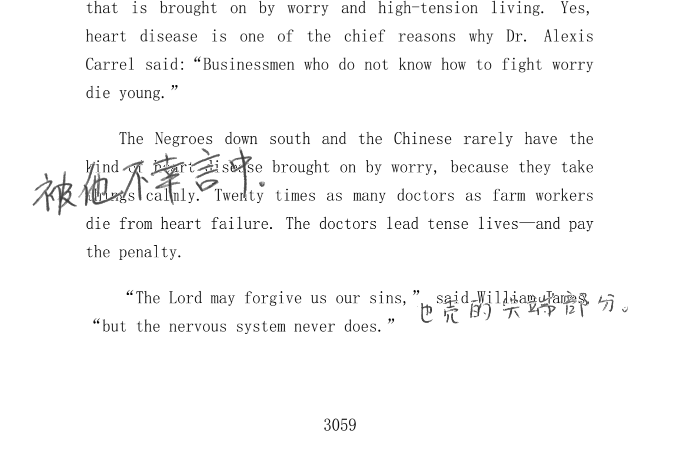 that is brought on by worry and high-tension living. Yes,
heart disease is one of the chief reasons why Dr. Alexis
Carrel said: “Businessmen who do not know how to fight worry
die young.”
The Negroes down south and the Chinese rarely have the
kind of heart disease brought on by worry, because they take
被他不幸言中.
things calmly. Twenty times as many doctors as farm workers
die from heart failure. The doctors lead tense lives—and pay
the penalty.
“The Lord may forgive us our sins,” said William James,
也壳的尖端部分。
“but the nervous system never does.”
3059